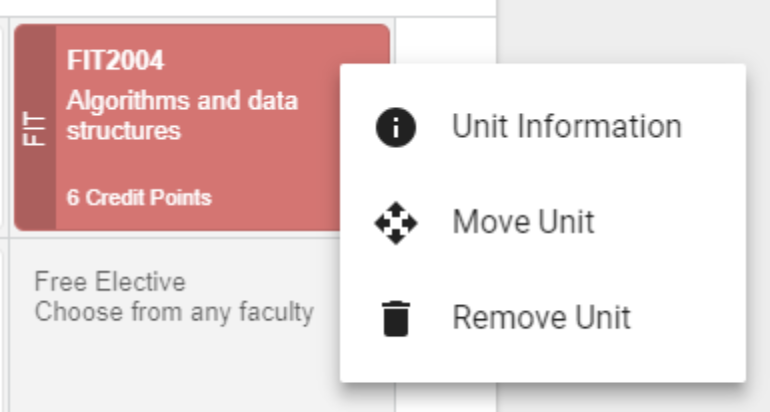 FIT
FIT2004
Algorithms and data
structures
6 Credit Points
Free Elective
Choose from any faculty
Unit Information
Move Unit
Remove Unit